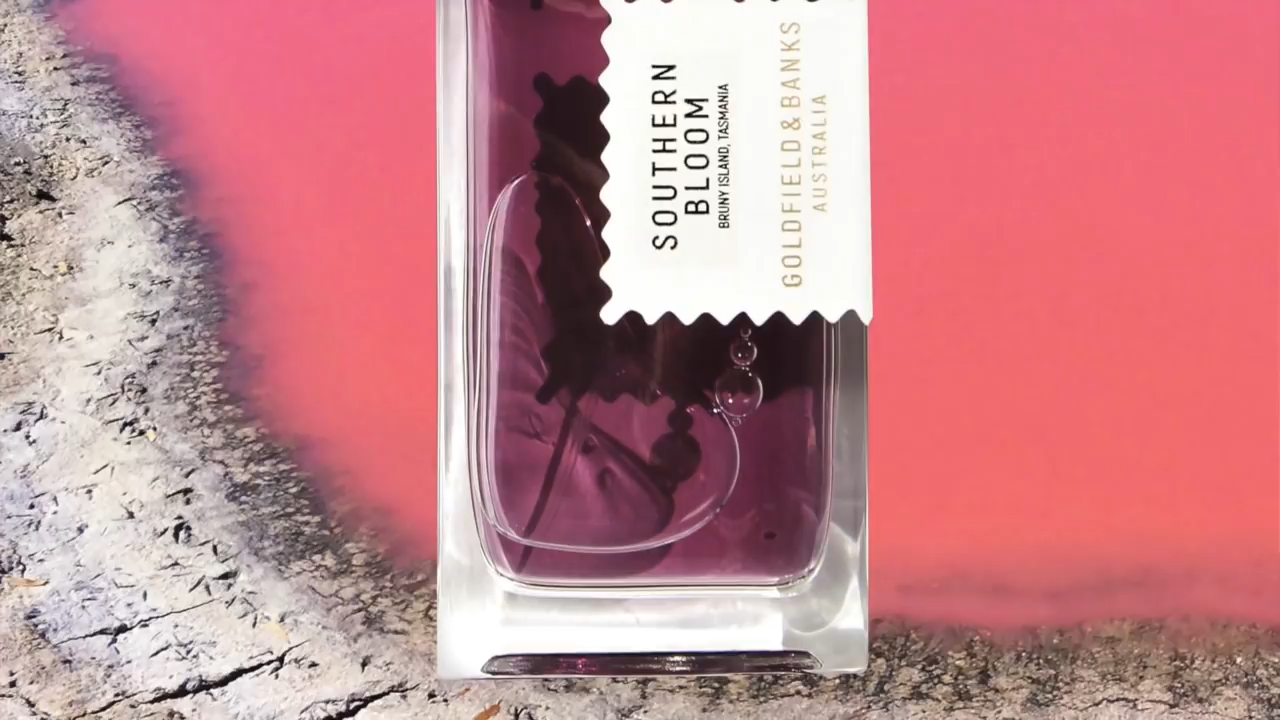 SOUTHERN
BLOOM
BRUNY ISLAND, TASMANIA
GOLDFIELD & BANKS
AUSTRALIA